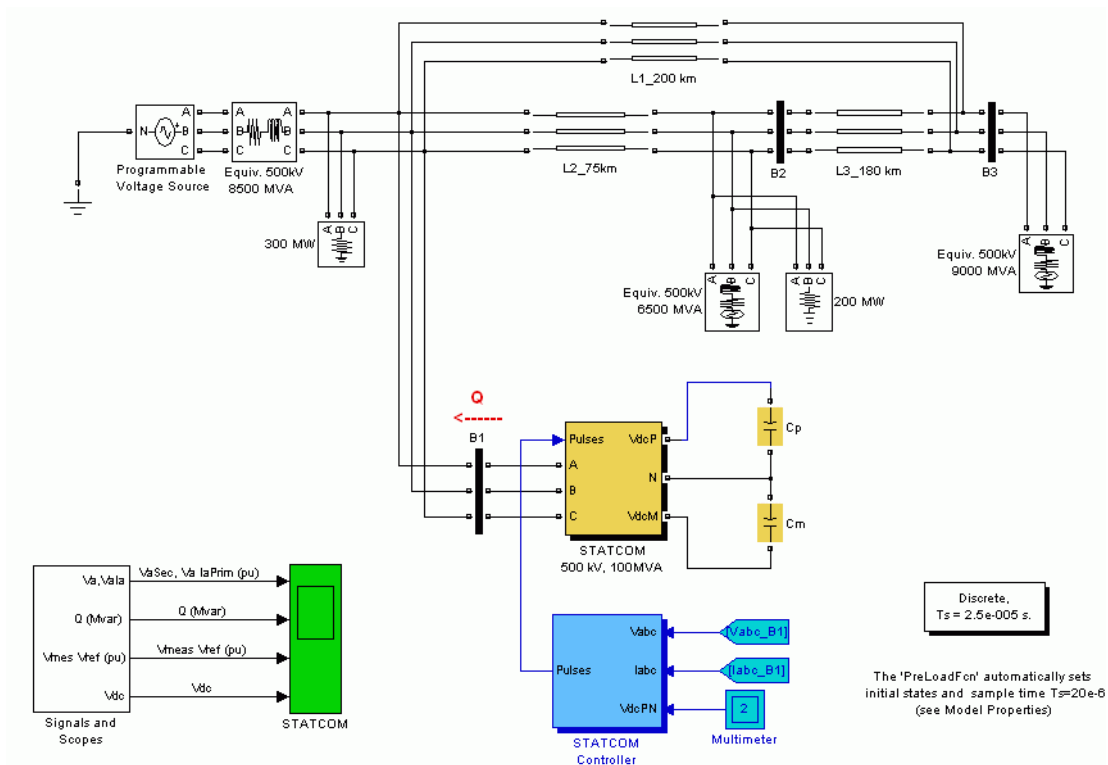 L1_200 km
A
B
C
N
A
B
C
A
B
C
Programmable
Voltage Source
Equiv. 500kV
8500 MVA
L2_75km
B2
L3_180 km
B3
300 MW
A B C
Equiv. 500kV
6500 MVA
A B C
A B C
200 MW
Equiv. 500kV
9000 MVA
A B C
Q
B1
Pulses
A
B
C
VdcP
N
VdcM
STATCOM
500 kV, 100MVA
Cp
Cm
Va,VaIa
Q (Mvar)
Vmes Vref (pu)
Vdc
Signals and
Scopes
VaSec, Va IaPrim (pu)
Q (Mvar)
Vmeas Vref (pu)
Vdc
STATCOM
Pulses
Vabc
Iabc
VdcPN
STATCOM
Controller
[Vabc_B1]
[Iabc_B1]
2
Multimeter
Discrete,
Ts = 2.5e-005 s.
The 'PreLoadFcn' automatically sets
initial states and sample time Ts=20e-6
(see Model Properties)